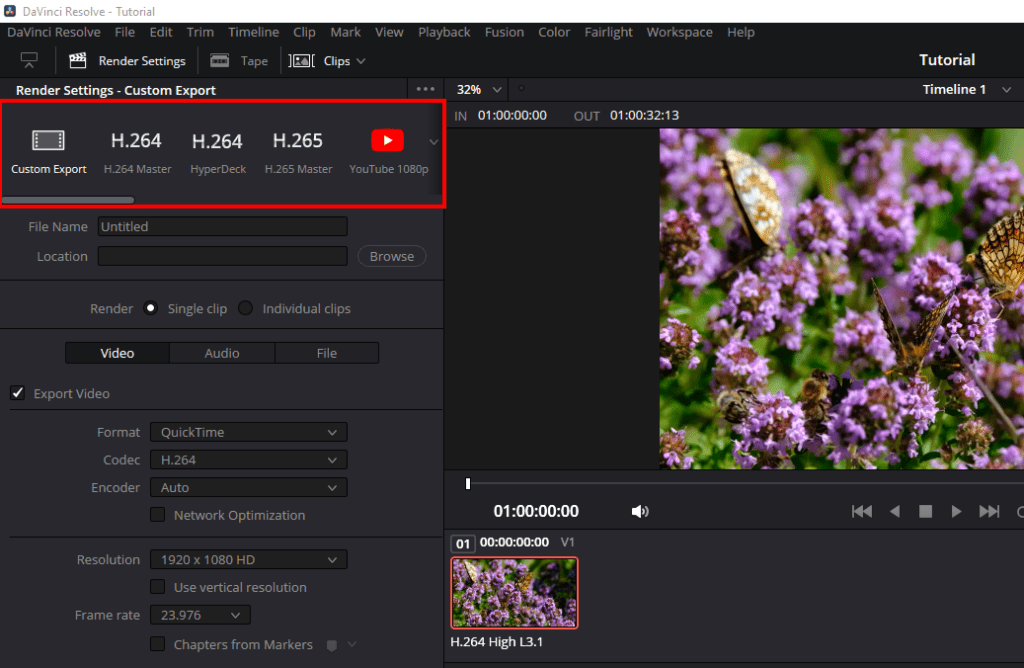 DaVinci Resolve - Tutorial
DaVinci Resolve File Edit Trim Timeline Clip Mark View Playback Fusion Color Fairlight Workspace Help
Render Settings Tape Clips Tutorial
Render Settings - Custom Export ••• 32% Timeline 1
IN 01:00:00:00 OUT 01:00:32:13
H.264 H.264 H.265
Custom Export H.264 Master HyperDeck H.265 Master YouTube 1080p
File Name Untitled
Location Browse
Render Single clip Individual clips
Video Audio File
Export Video
Format QuickTime
Codec H.264
Encoder Auto
Network Optimization
01:00:00:00
01 00:00:00:00 V1
Resolution 1920 x 1080 HD
Use vertical resolution
Frame rate 23.976
Chapters from Markers
H.264 High L3.1